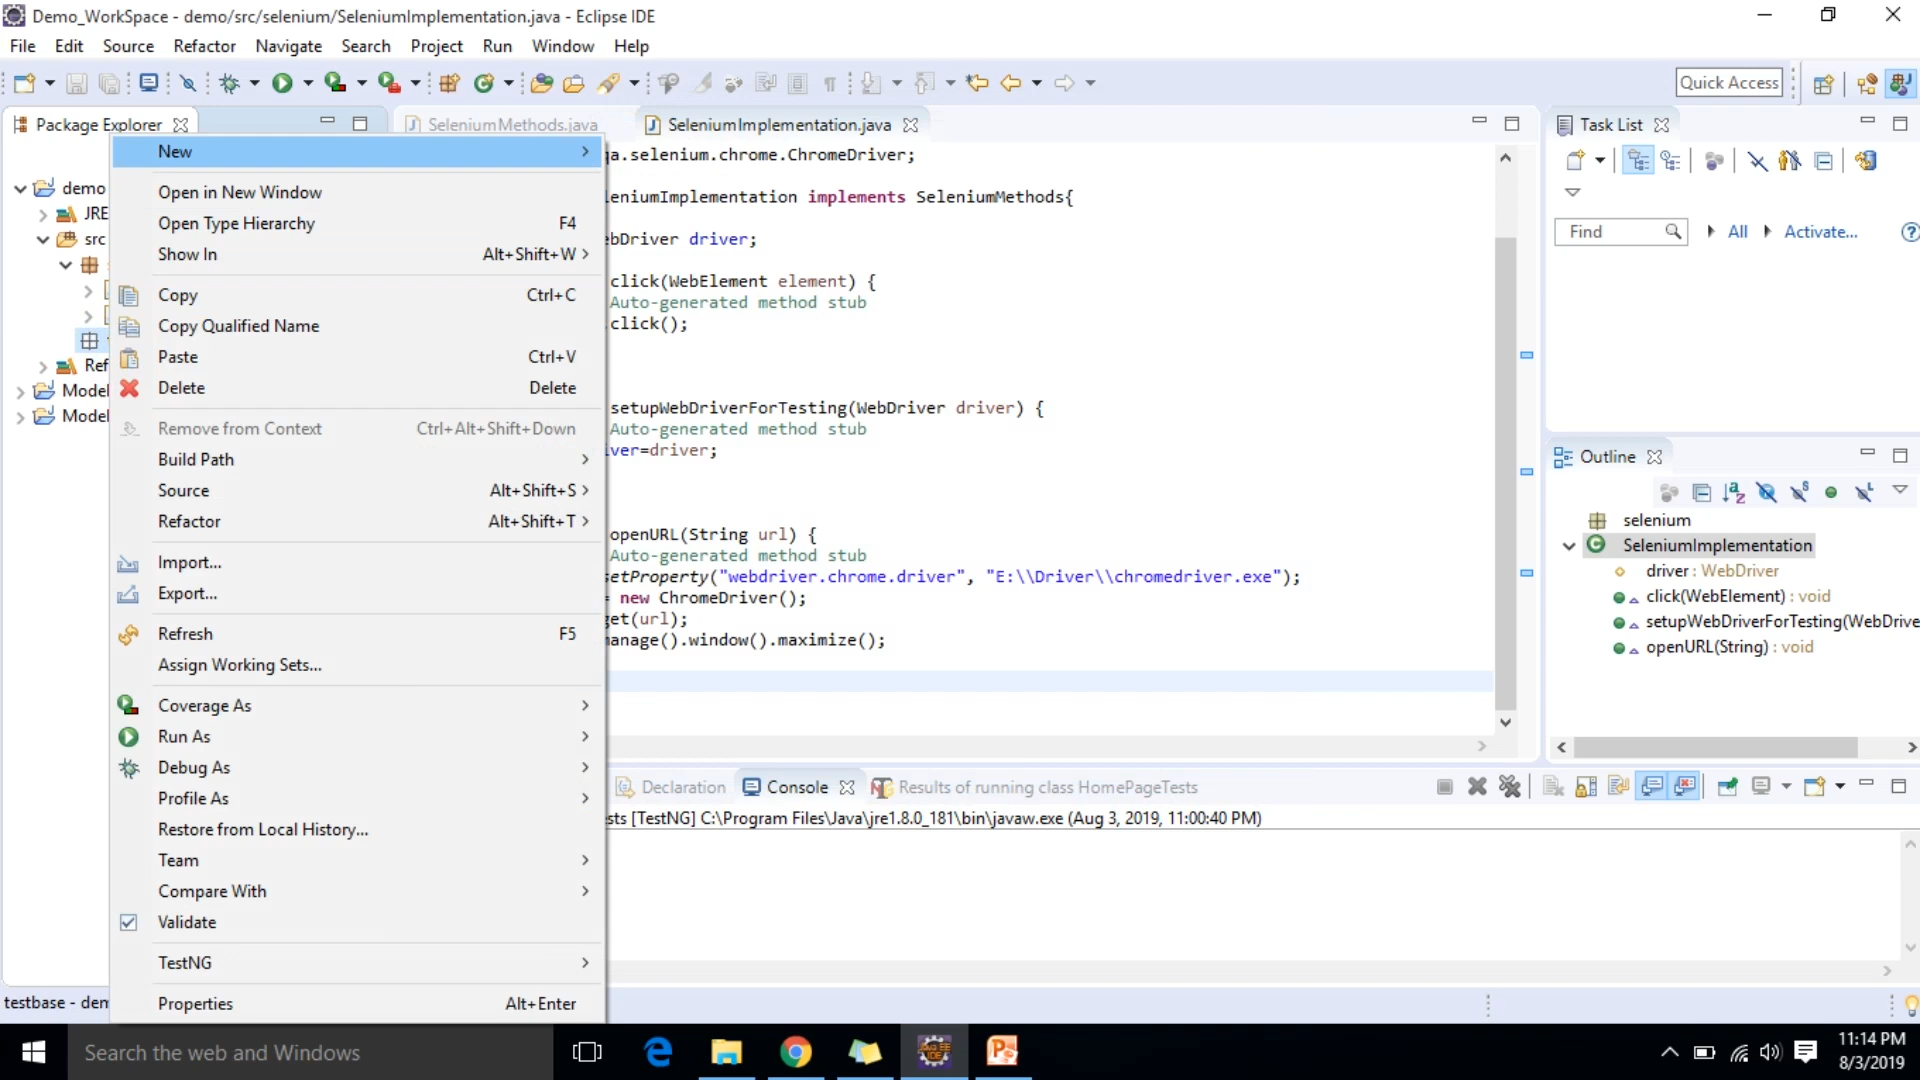 Demo_WorkSpace - demo/src/selenium/SeleniumImplementation.java - Eclipse IDE
File Edit Source Refactor Navigate Search Project Run Window Help
Quick Access
Package Explorer
SeleniumMethods.java
SeleniumImplementation.java
Task List
New
Open in New Window
Open Type Hierarchy F4
Show In Alt+Shift+W
Copy Ctrl+C
Copy Qualified Name
Paste Ctrl+V
Delete Delete
Remove from Context Ctrl+Alt+Shift+Down
Build Path
Source Alt+Shift+S
Refactor Alt+Shift+T
Import...
Export...
Refresh F5
Assign Working Sets...
Coverage As
Run As
Debug As
Profile As
Restore from Local History...
Team
Compare With
Validate
TestNG
Properties Alt+Enter
demo
JRE
src
Ref
Model
Model
qa.selenium.chrome.ChromeDriver;
leniumImplementation implements SeleniumMethods{
bDriver driver;
click(WebElement element) {
Auto-generated method stub
.click();
setupWebDriverForTesting(WebDriver driver) {
Auto-generated method stub
ver=driver;
openURL(String url) {
Auto-generated method stub
setProperty("webdriver.chrome.driver", "E:\\Driver\\chromedriver.exe");
= new ChromeDriver();
get(url);
manage().window().maximize();
Find All Activate...
Outline
selenium
SeleniumImplementation
driver : WebDriver
click(WebElement) : void
setupWebDriverForTesting(WebDrive
openURL(String) : void
Declaration Console Results of running class HomePageTests
sts [TestNG] C:\Program Files\Java\jre1.8.0_181\bin\javaw.exe (Aug 3, 2019, 11:00:40 PM)
testbase - dem
Search the web and Windows
11:14 PM
8/3/2019